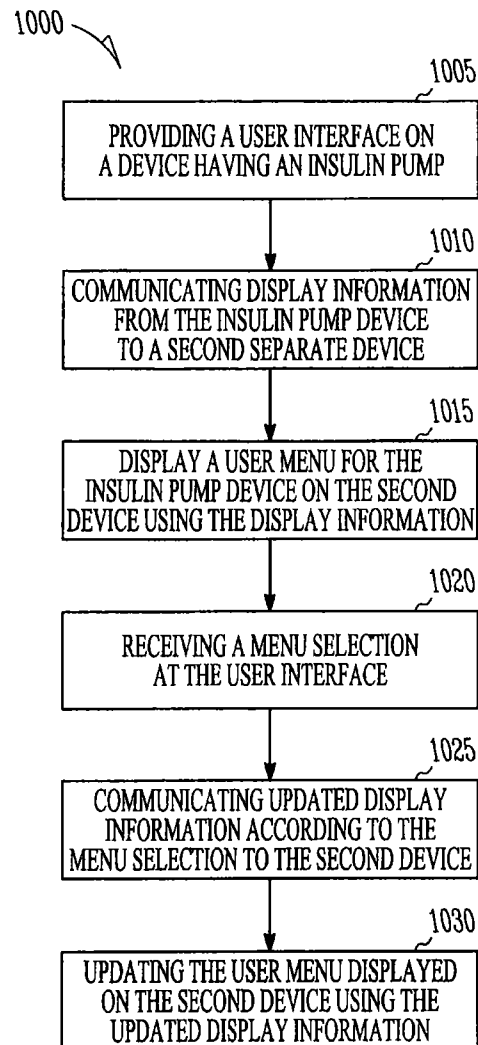 1000
1005
PROVIDING A USER INTERFACE ON
A DEVICE HAVING AN INSULIN PUMP
1010
COMMUNICATING DISPLAY INFORMATION
FROM THE INSULIN PUMP DEVICE
TO A SECOND SEPARATE DEVICE
1015
DISPLAY A USER MENU FOR THE
INSULIN PUMP DEVICE ON THE SECOND
DEVICE USING THE DISPLAY INFORMATION
1020
RECEIVING A MENU SELECTION
AT THE USER INTERFACE
1025
COMMUNICATING UPDATED DISPLAY
INFORMATION ACCORDING TO THE
MENU SELECTION TO THE SECOND DEVICE
1030
UPDATING THE USER MENU DISPLAYED
ON THE SECOND DEVICE USING THE
UPDATED DISPLAY INFORMATION